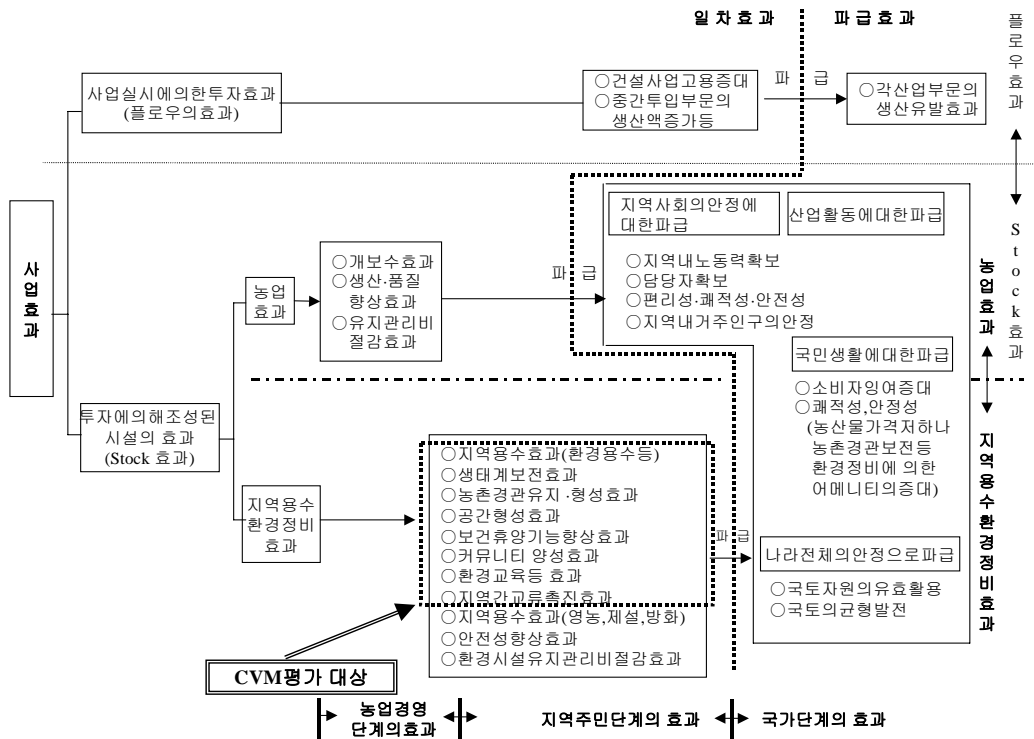 일차효과
파급효과
플로우효과
사업실시에의한투자효과
(플로우의효과)
○건설사업고용증대
○중간투입부문의
생산액증가등
파 급
○각산업부문의
생산유발효과
사업효과
지역사회의안정에
대한파급
산업활동에대한파급
○지역내노동력확보
○담당자확보
○편리성·쾌적성·안전성
○지역내거주인구의안정
Stock효과
농업효과
농업
효과
○개보수효과
○생산·품질
향상효과
○유지관리비
절감효과
파 급
국민생활에대한파급
○소비자잉여증대
○쾌적성,안정성
(농산물가격저하나
농촌경관보전등
환경정비에 의한
어메니티의증대)
투자에의해조성된
시설의 효과
(Stock 효과)
지역용수환경정비효과
지역용수
환경정비
효과
○지역용수효과(환경용수등)
○생태계보전효과
○농촌경관유지·형성효과
○공간형성효과
○보건휴양기능향상효과
○커뮤니티 양성효과
○환경교육등 효과
○지역간교류촉진효과
○지역용수효과(영농,제설,방화)
○안전성향상효과
○환경시설유지관리비절감효과
파 급
나라전체의안정으로파급
○국토자원의유효활용
○국토의균형발전
CVM평가 대상
농업경영
단계의효과
지역주민단계의 효과
국가단계의 효과